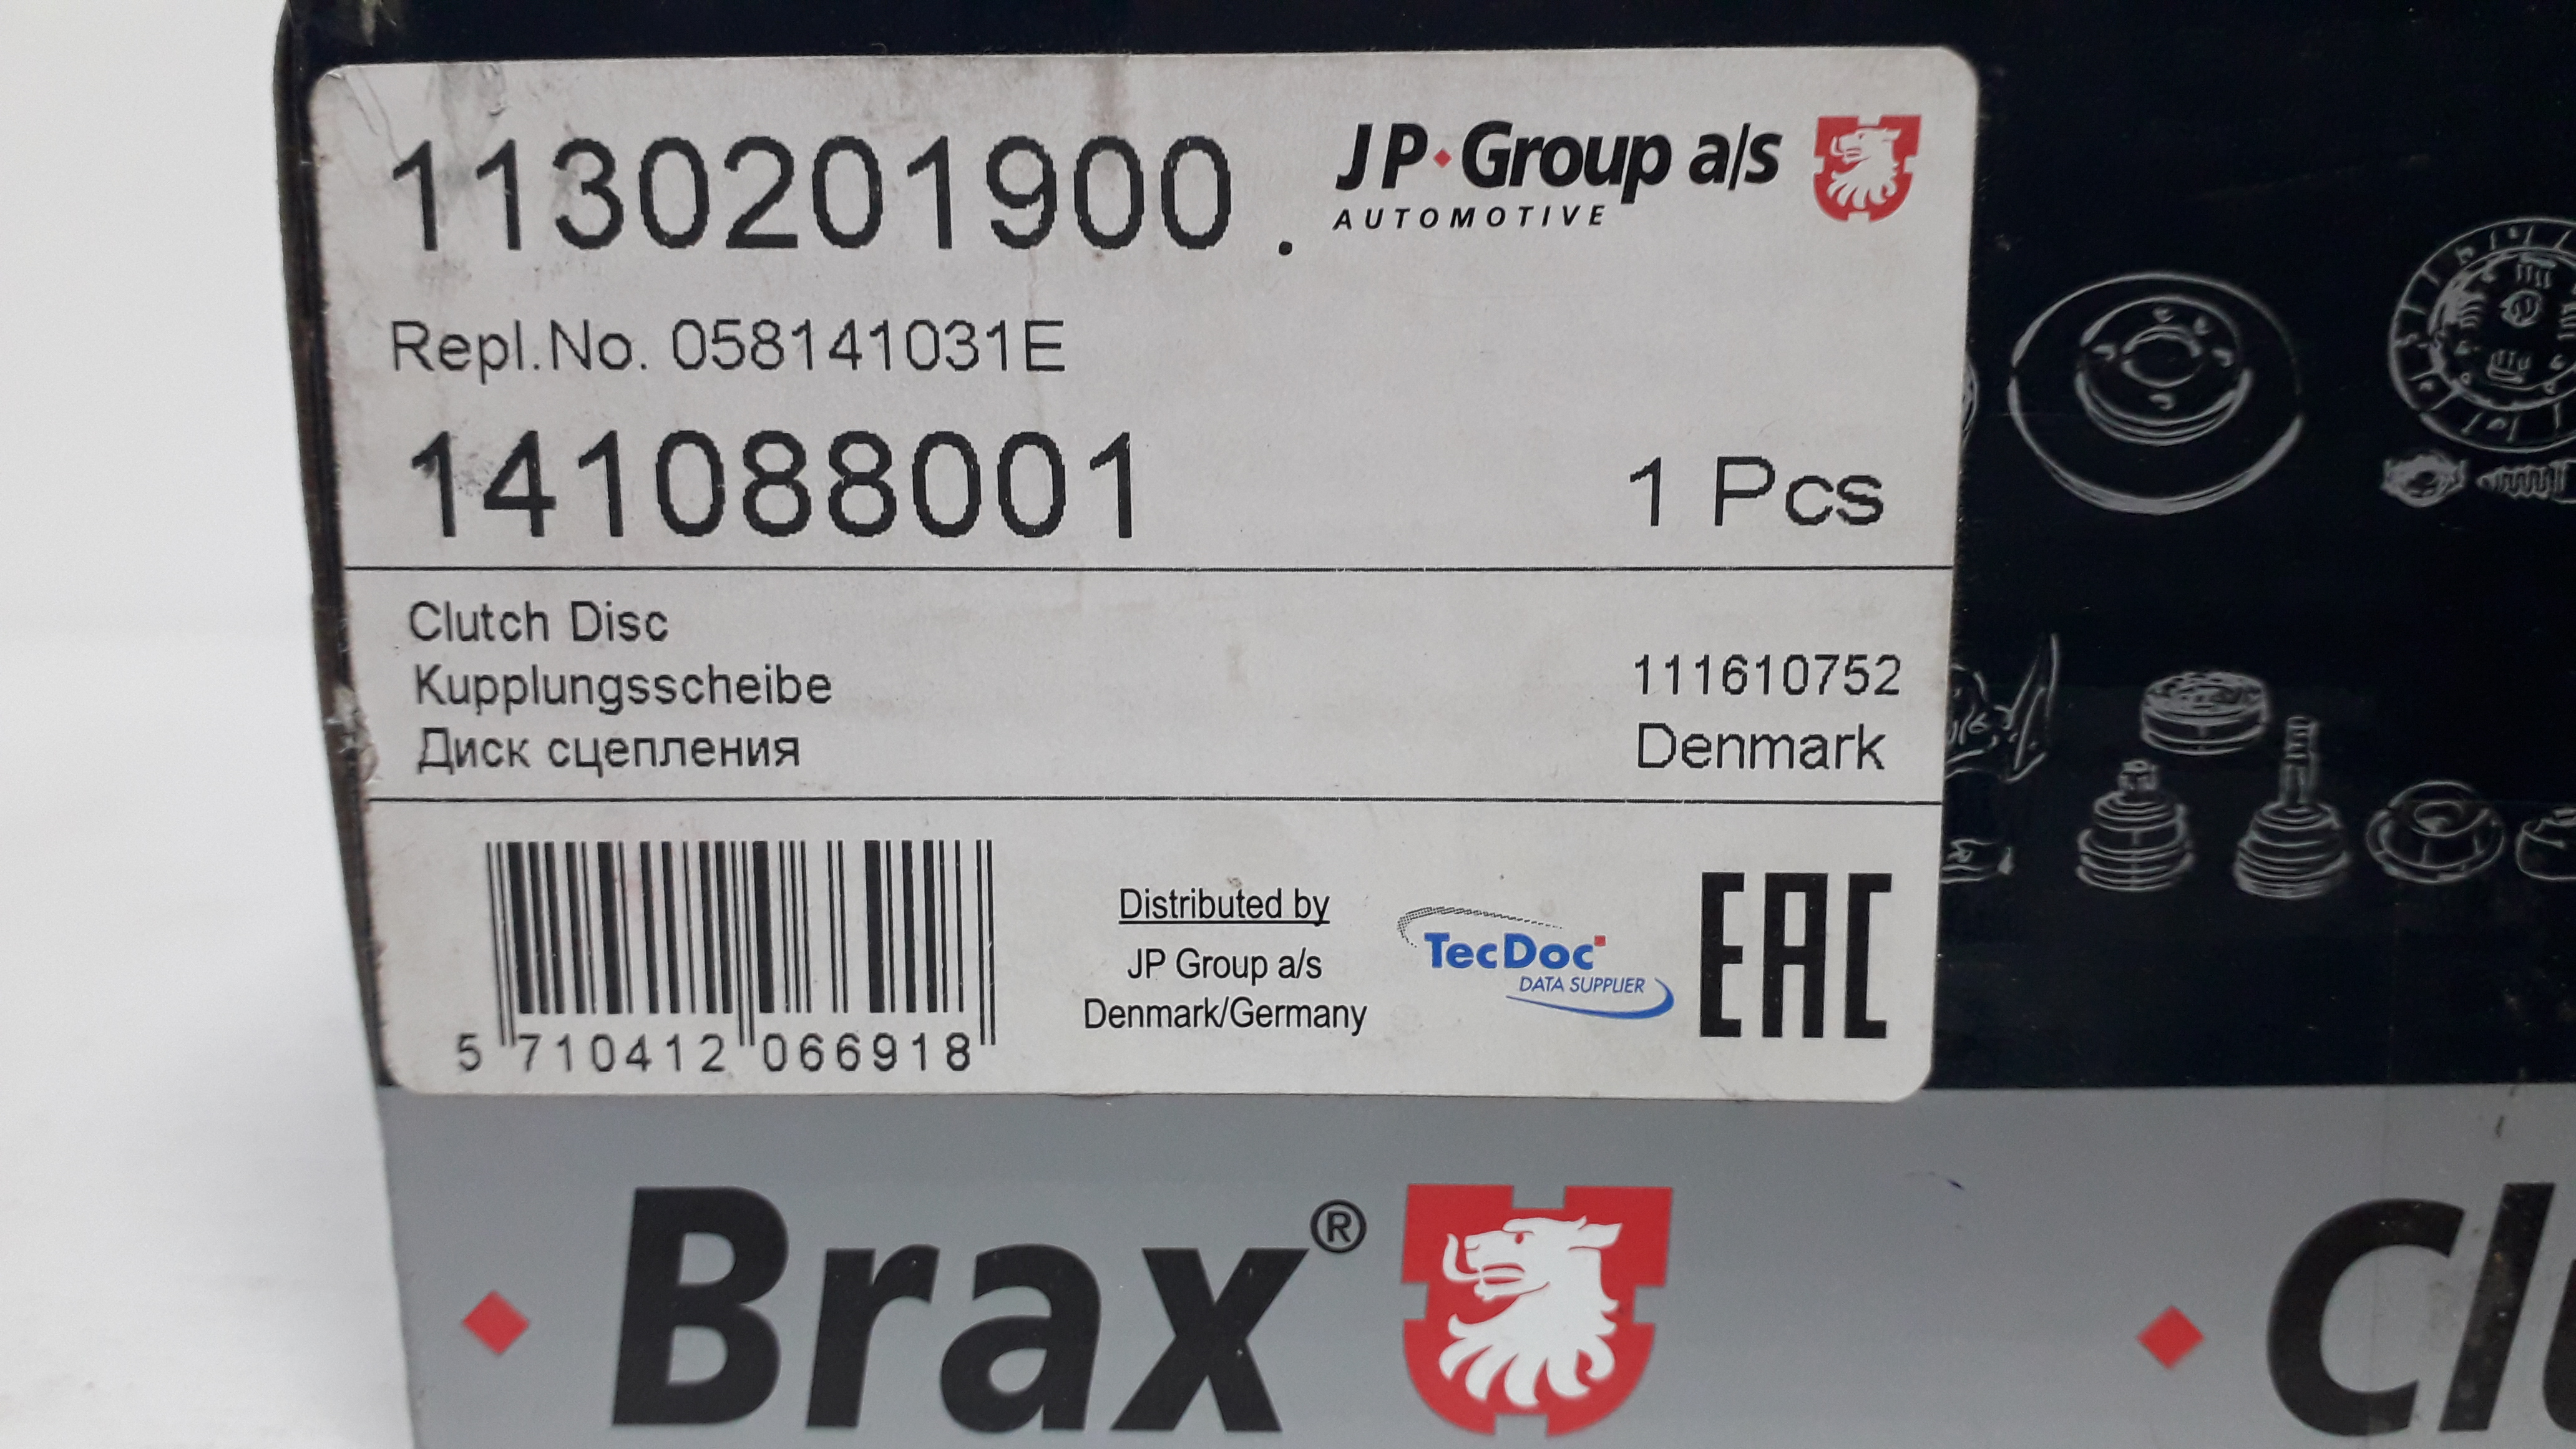 1130201900 .
JP Group a/s
AUTOMOTIVE
Repl.No. 058141031E
141088001
1 Pcs
Clutch Disc
Kupplungsscheibe
Диск сцепления
111610752
Denmark
5 710412 066918
Distributed by
JP Group a/s
Denmark/Germany
TecDoc
DATA SUPPLIER
EAC
Brax®